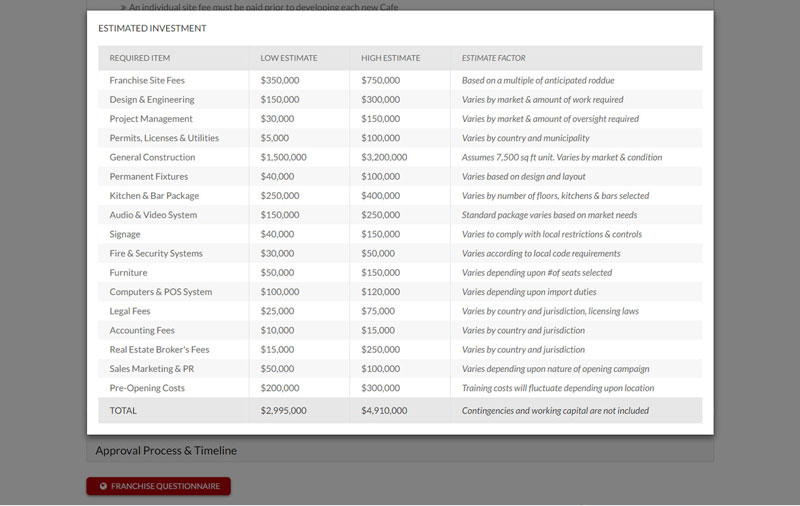 > An individual site fee must be paid prior to developing each new Cafe
ESTIMATED INVESTMENT
REQUIRED ITEM LOW ESTIMATE HIGH ESTIMATE ESTIMATE FACTOR
Franchise Site Fees $350,000 $750,000 Based on a multiple of anticipated roddue
Design & Engineering $150,000 $300,000 Varies by market & amount of work required
Project Management $30,000 $150,000 Varies by market & amount of oversight required
Permits, Licenses & Utilities $5,000 $100,000 Varies by country and municipality
General Construction $1,500,000 $3,200,000 Assumes 7,500 sq ft unit. Varies by market & condition
Permanent Fixtures $40,000 $100,000 Varies based on design and layout
Kitchen & Bar Package $250,000 $400,000 Varies by number of floors, kitchens & bars selected
Audio & Video System $150,000 $250,000 Standard package varies based on market needs
Signage $40,000 $150,000 Varies to comply with local restrictions & controls
Fire & Security Systems $30,000 $50,000 Varies according to local code requirements
Furniture $50,000 $150,000 Varies depending upon #of seats selected
Computers & POS System $100,000 $120,000 Varies depending upon import duties
Legal Fees $25,000 $75,000 Varies by country and jurisdiction, licensing laws
Accounting Fees $10,000 $15,000 Varies by country and jurisdiction
Real Estate Broker's Fees $15,000 $250,000 Varies by country and jurisdiction
Sales Marketing & PR $50,000 $100,000 Varies depending upon nature of opening campaign
Pre-Opening Costs $200,000 $300,000 Training costs will fluctuate depending upon location
TOTAL $2,995,000 $4,910,000 Contingencies and working capital are not included
Approval Process & Timeline
FRANCHISE QUESTIONNAIRE